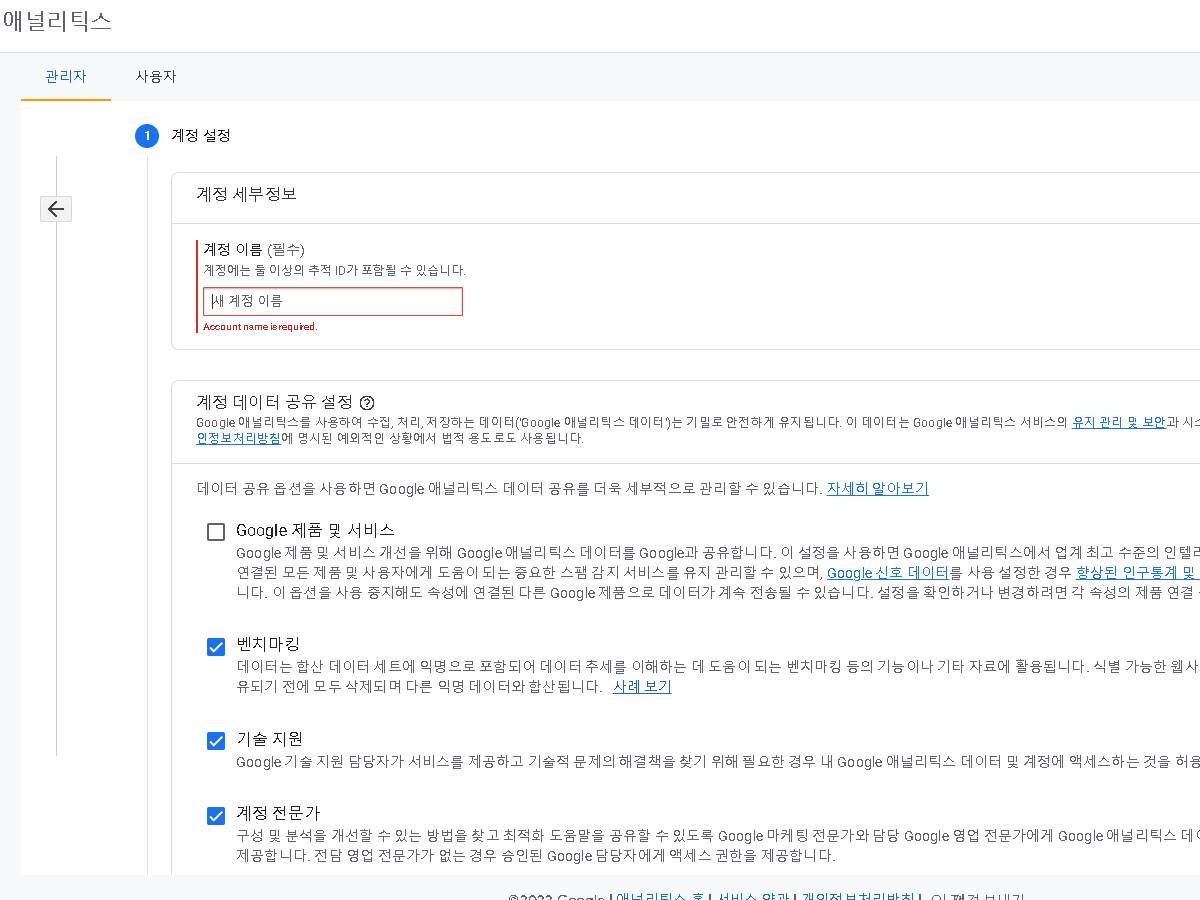 애널리틱스
관리자
사용자
1
계정 설정
계정 세부정보
계정 이름 (필수)
계정에는 둘 이상의 추적 ID가 포함될 수 있습니다.
새 계정 이름
Account name is required.
계정 데이터 공유 설정
Google 애널리틱스를 사용하여 수집, 처리, 저장하는 데이터('Google 애널리틱스 데이터')는 기밀로 안전하게 유지됩니다. 이 데이터는 Google 애널리틱스 서비스의 유지 관리 및 보안과 시스
인정보처리방침에 명시된 예외적인 상황에서 법적 용도로도 사용됩니다.
데이터 공유 옵션을 사용하면 Google 애널리틱스 데이터 공유를 더욱 세부적으로 관리할 수 있습니다. 자세히 알아보기
Google 제품 및 서비스
Google 제품 및 서비스 개선을 위해 Google 애널리틱스 데이터를 Google과 공유합니다. 이 설정을 사용하면 Google 애널리틱스에서 업계 최고 수준의 인텔리
연결된 모든 제품 및 사용자에게 도움이 되는 중요한 스팸 감지 서비스를 유지 관리할 수 있으며, Google 신호 데이터를 사용 설정한 경우 향상된 인구통계 및
니다. 이 옵션을 사용 중지해도 속성에 연결된 다른 Google 제품으로 데이터가 계속 전송될 수 있습니다. 설정을 확인하거나 변경하려면 각 속성의 제품 연결
벤치마킹
데이터는 합산 데이터 세트에 익명으로 포함되어 데이터 추세를 이해하는 데 도움이 되는 벤치마킹 등의 기능이나 기타 자료에 활용됩니다. 식별 가능한 웹사
유되기 전에 모두 삭제되며 다른 익명 데이터와 합산됩니다. 사례 보기
기술 지원
Google 기술 지원 담당자가 서비스를 제공하고 기술적 문제의 해결책을 찾기 위해 필요한 경우 내 Google 애널리틱스 데이터 및 계정에 액세스하는 것을 허용
계정 전문가
구성 및 분석을 개선할 수 있는 방법을 찾고 최적화 도움말을 공유할 수 있도록 Google 마케팅 전문가와 담당 Google 영업 전문가에게 Google 애널리틱스 데이
제공합니다. 전담 영업 전문가가 없는 경우 승인된 Google 담당자에게 액세스 권한을 제공합니다.
©2022 Google | 애널리틱스 홈 | 서비스 약관 | 개인정보처리방침 | 의견 보내기